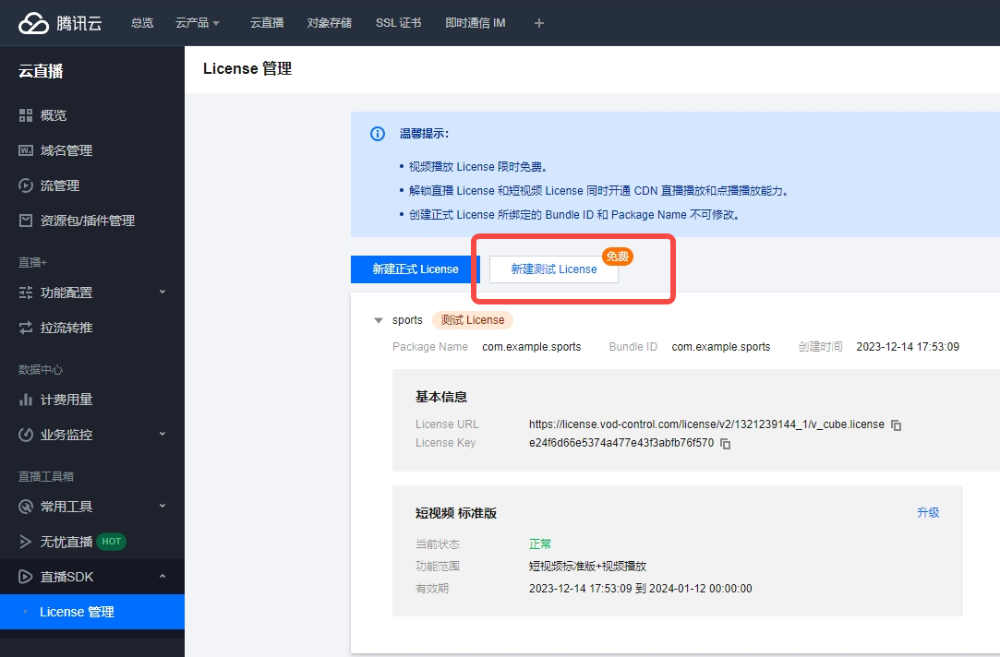 腾讯云 总览 云产品 云直播 对象存储 SSL 证书 即时通信 IM +
云直播
License 管理
概览
域名管理
流管理
资源包/插件管理
直播+
功能配置
拉流转推
数据中心
计费用量
业务监控
直播工具箱
常用工具
无忧直播 HOT
直播SDK
License 管理
温馨提示：
• 视频播放 License 限时免费。
• 解锁直播 License 和短视频 License 同时开通 CDN 直播播放和点播播放能力。
• 创建正式 License 所绑定的 Bundle ID 和 Package Name 不可修改。
新建正式 License 新建测试 License 免费
sports 测试 License
Package Name com.example.sports Bundle ID com.example.sports 创建时间 2023-12-14 17:53:09
基本信息
License URL https://license.vod-control.com/license/v2/1321239144_1/v_cube.license
License Key e24f6d66e5374a477e43f3abfb76f570
短视频 标准版 升级
当前状态 正常
功能范围 短视频标准版+视频播放
有效期 2023-12-14 17:53:09 到 2024-01-12 00:00:00